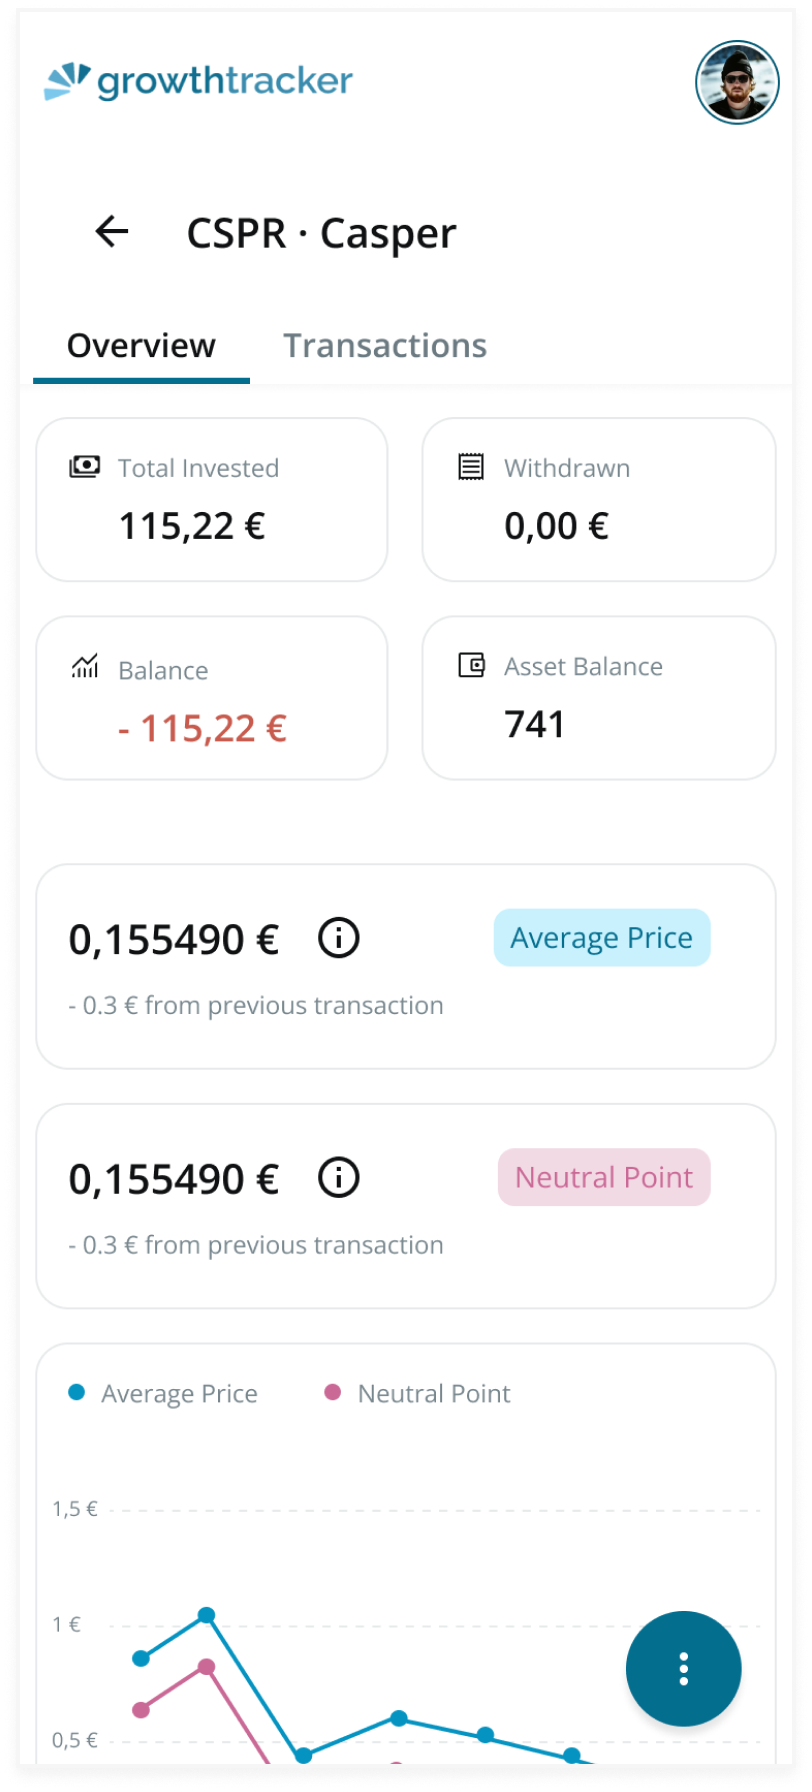 growthtracker
CSPR · Casper
Overview Transactions
Total Invested
115,22 €
Withdrawn
0,00 €
Balance
- 115,22 €
Asset Balance
741
0,155490 € Average Price
- 0.3 € from previous transaction
0,155490 € Neutral Point
- 0.3 € from previous transaction
Average Price Neutral Point
1,5 €
1 €
0,5 €